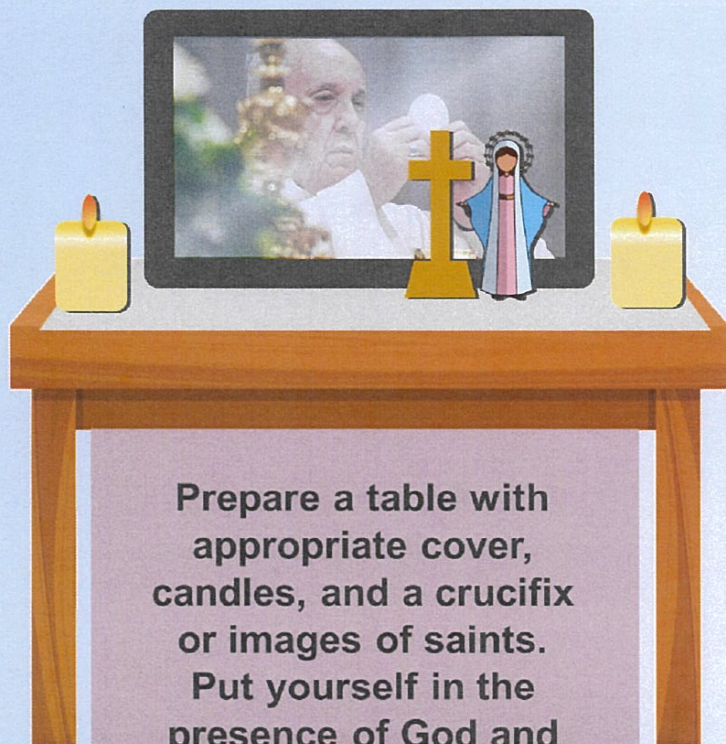 Prepare a table with
appropriate cover,
candles, and a crucifix
or images of saints.
Put yourself in the
presence of God and